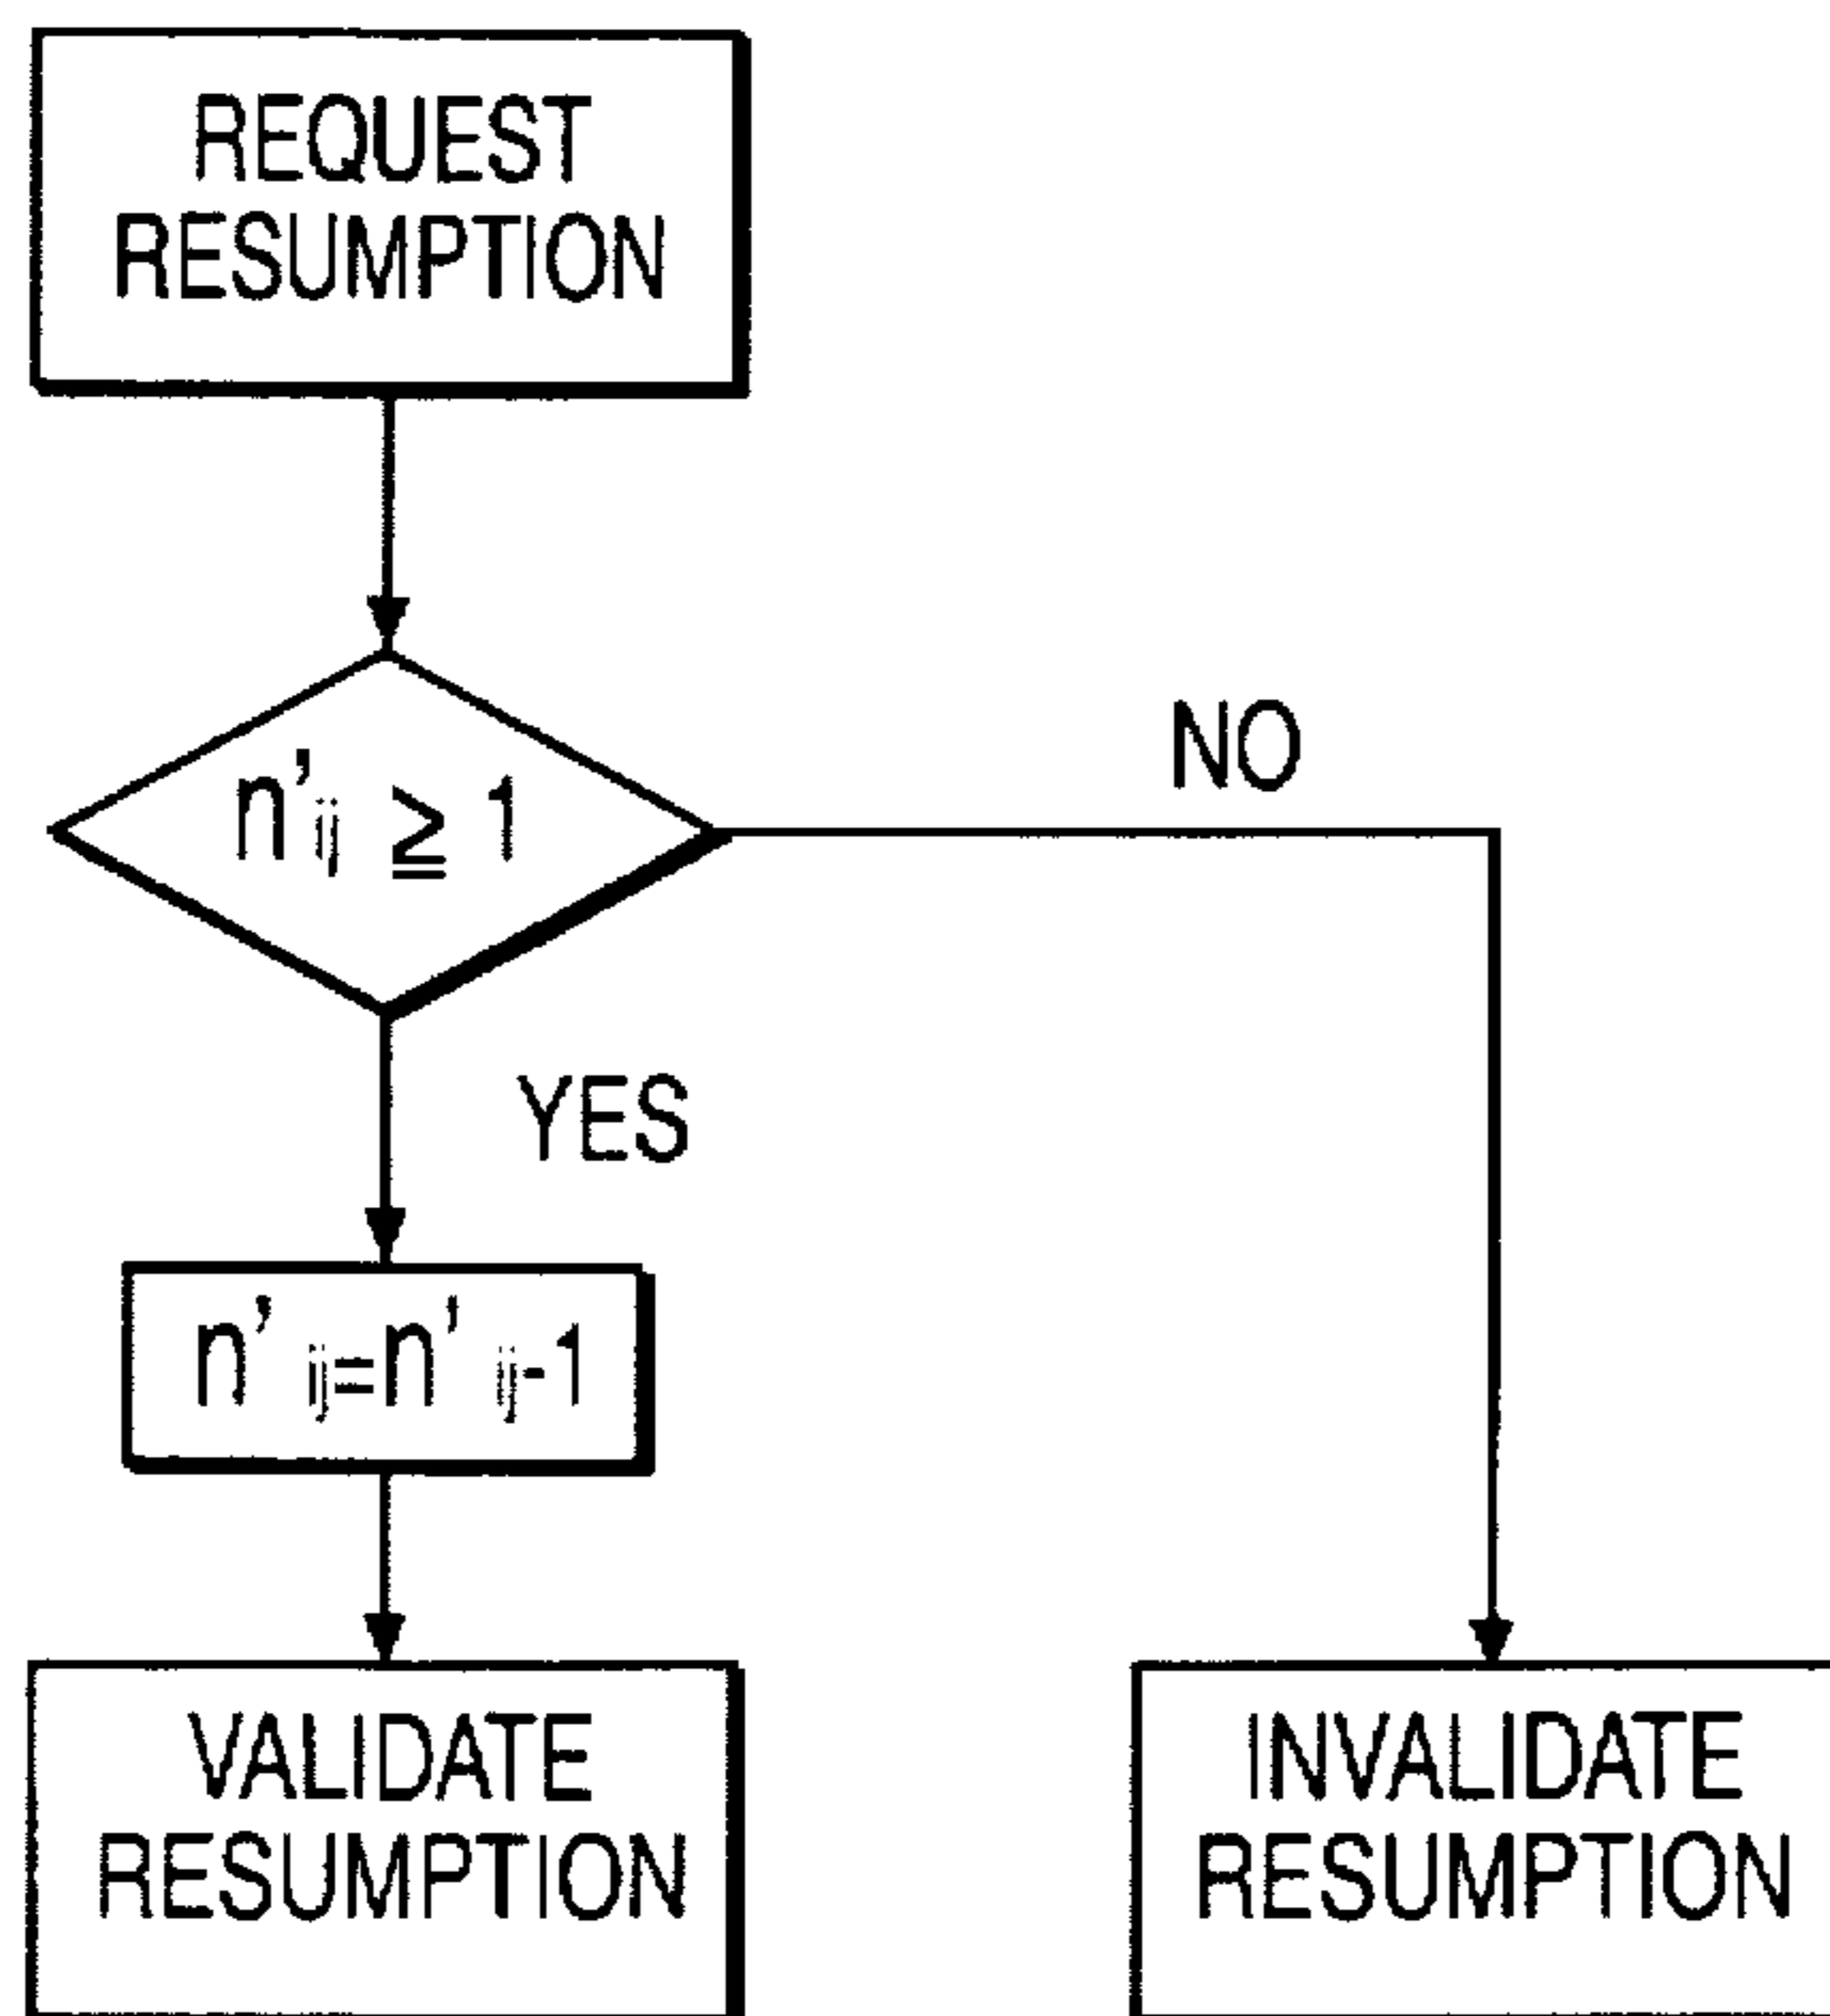 REQUEST
RESUMPTION
n'ij ≧ 1
NO
YES
n'ij=n'ij-1
VALIDATE
RESUMPTION
INVALIDATE
RESUMPTION